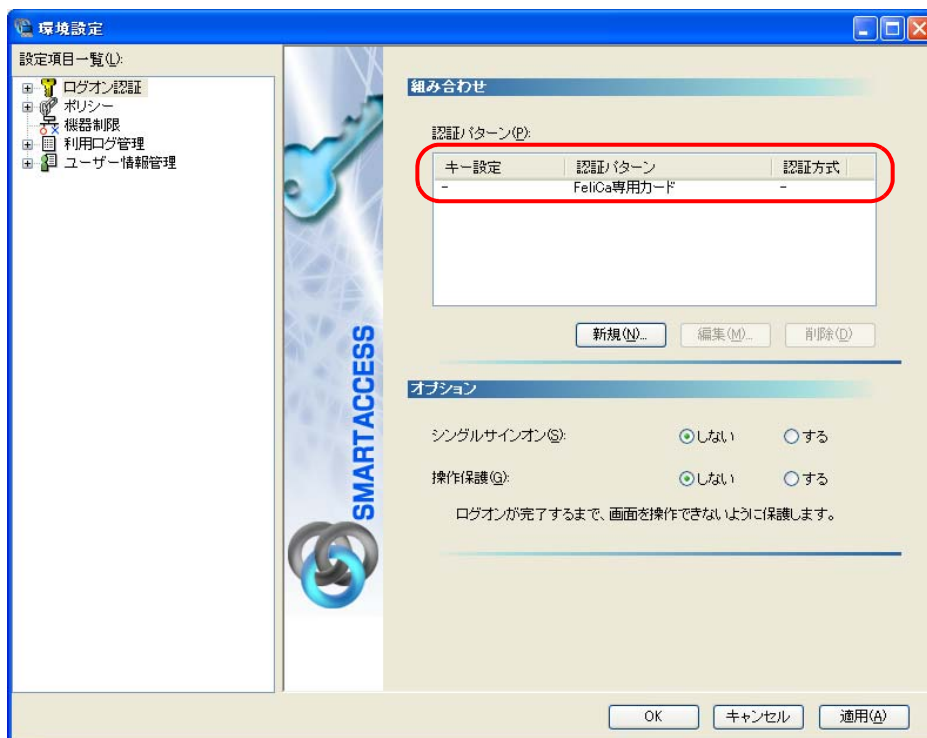 環境設定
設定項目一覧(L):
ログオン認証
ポリシー
機器制限
利用ログ管理
ユーザー情報管理
SMARTACCESS
組み合わせ
認証パターン(P):
キー設定 認証パターン 認証方式
- FeliCa専用カード -
新規(N)... 編集(M)... 削除(D)
オプション
シングルサインオン(S): しない する
操作保護(G): しない する
ログオンが完了するまで、画面を操作できないように保護します。
OK キャンセル 適用(A)